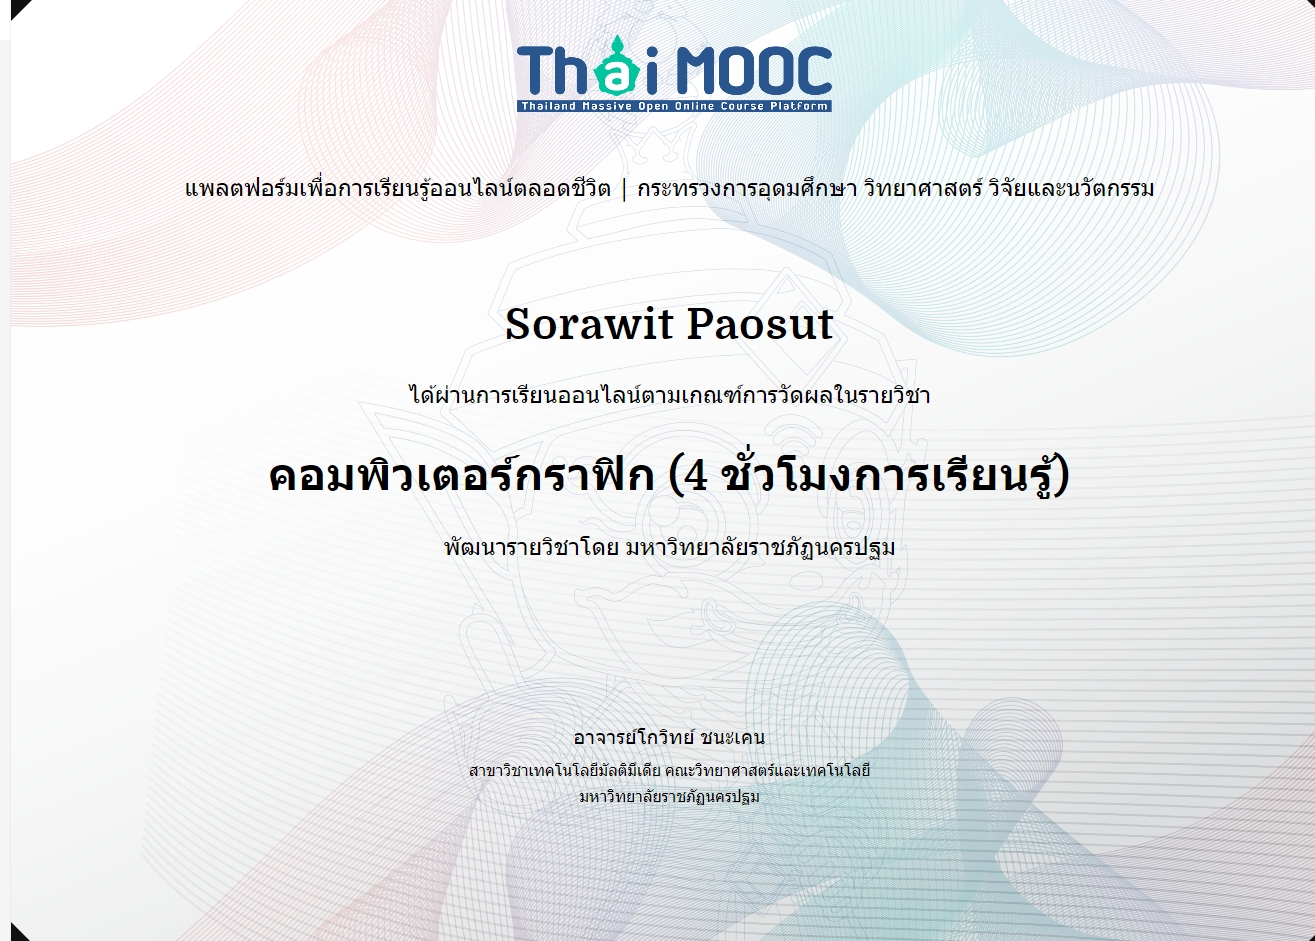 Thai MOOC
Thailand Massive Open Online Course Platform
แพลตฟอร์มเพื่อการเรียนรู้ออนไลน์ตลอดชีวิต | กระทรวงการอุดมศึกษา วิทยาศาสตร์ วิจัยและนวัตกรรม
Sorawit Paosut
ได้ผ่านการเรียนออนไลน์ตามเกณฑ์การวัดผลในรายวิชา
คอมพิวเตอร์กราฟิก (4 ชั่วโมงการเรียนรู้)
พัฒนารายวิชาโดย มหาวิทยาลัยราชภัฏนครปฐม
อาจารย์โกวิทย์ ชนะเคน
สาขาวิชาเทคโนโลยีมัลติมีเดีย คณะวิทยาศาสตร์และเทคโนโลยี
มหาวิทยาลัยราชภัฏนครปฐม